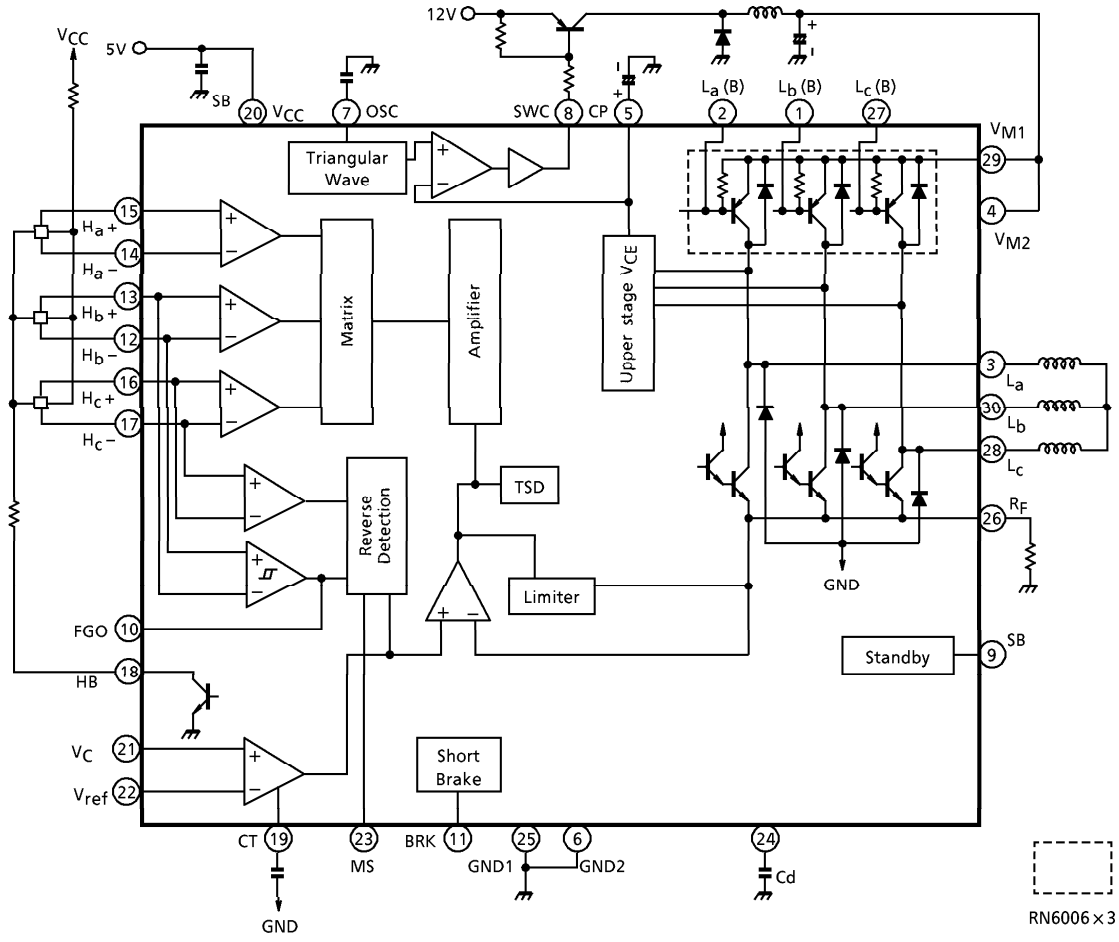 12V
VCC
5V
SB
20 VCC
7 OSC
SWC 8
CP 5
La (B)
2
Lb (B)
1
Lc (B)
27
VM1
29
4
VM2
Triangular
Wave
+
−
15
Ha+
14
Ha−
13
Hb+
12
Hb−
16
Hc+
17
Hc−
+
−
+
−
+
−
Matrix
Amplifier
Upper stage VCE
3
La
30
Lb
28
Lc
RF
26
GND
+
−
+
−
Reverse
Detection
TSD
Limiter
+ −
FGO 10
HB 18
Standby
9 SB
VC 21
Vref 22
+
−
Short
Brake
CT 19
GND
23
MS
BRK 11
25
GND1
6
GND2
24
Cd
RN6006×3